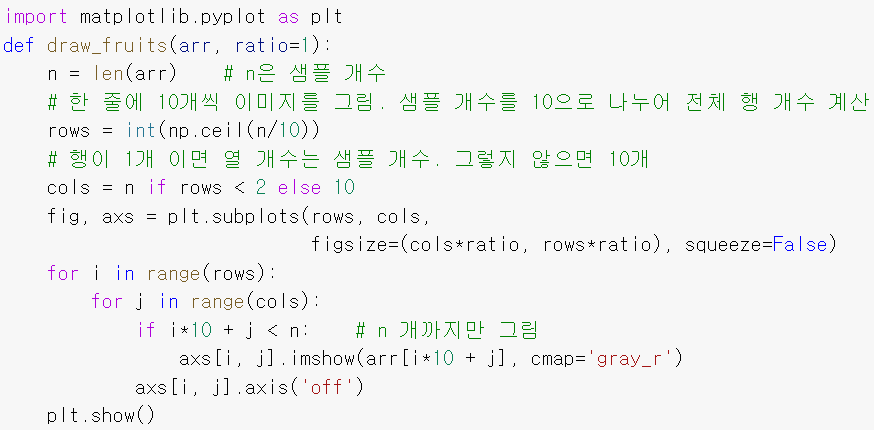 import matplotlib.pyplot as plt
def draw_fruits(arr, ratio=1):
    n = len(arr)    # n은 샘플 개수
    # 한 줄에 10개씩 이미지를 그림. 샘플 개수를 10으로 나누어 전체 행 개수 계산
    rows = int(np.ceil(n/10))
    # 행이 1개 이면 열 개수는 샘플 개수. 그렇지 않으면 10개
    cols = n if rows < 2 else 10
    fig, axs = plt.subplots(rows, cols,
                            figsize=(cols*ratio, rows*ratio), squeeze=False)
    for i in range(rows):
        for j in range(cols):
            if i*10 + j < n:    # n 개까지만 그림
                axs[i, j].imshow(arr[i*10 + j], cmap='gray_r')
            axs[i, j].axis('off')
    plt.show()